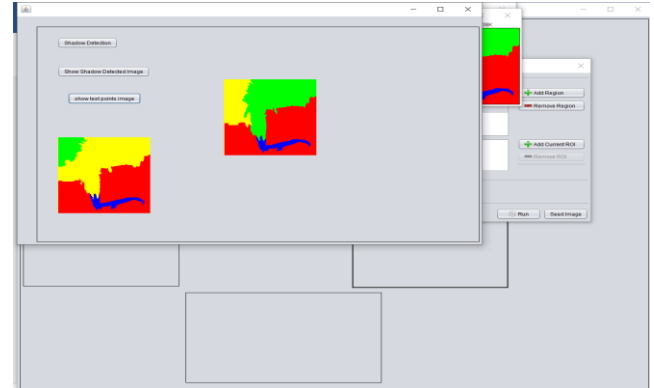 Shadow Detection
Show Shadow Detected Image
show test points image
Add Region
Remove Region
Add Current ROI
Remove ROI
Run
Seed Image